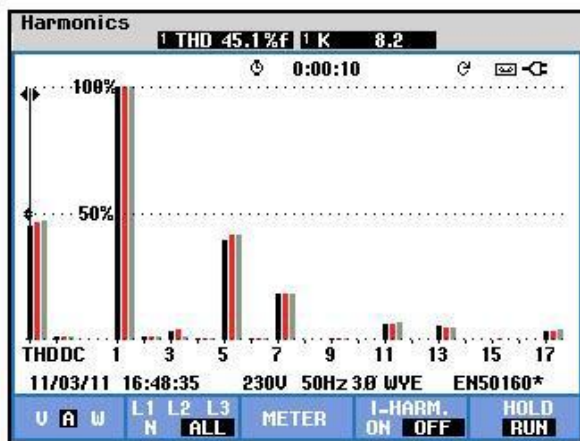 Harmonics
1 THD 45.1%f 1 K 8.2
0:00:10
100%
50%
THD DC 1 3 5 7 9 11 13 15 17
11/03/11 16:48:35 230V 50Hz 3Ø WYE EN50160*
V A W L1 L2 L3 N ALL METER I-HARM. ON OFF HOLD RUN